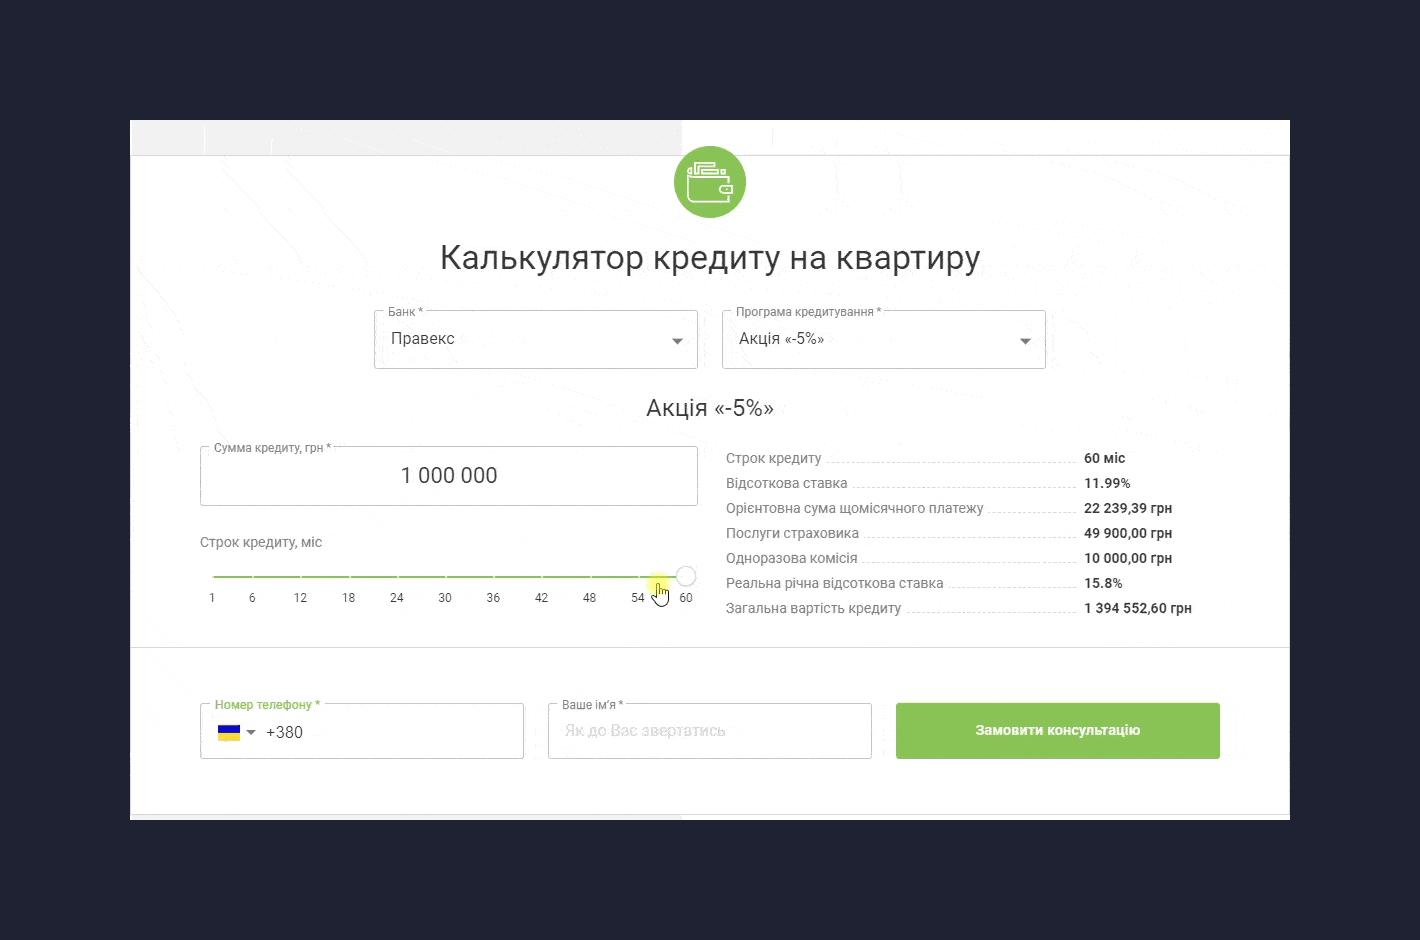 Калькулятор кредиту на квартиру
Банк *
Правекс
Програма кредитування *
Акція «-5%»
Акція «-5%»
Сумма кредиту, грн *
1 000 000
Строк кредиту, міс
1 6 12 18 24 30 36 42 48 54 60
Строк кредиту 60 міс
Відсоткова ставка 11.99%
Орієнтовна сума щомісячного платежу 22 239,39 грн
Послуги страховика 49 900,00 грн
Одноразова комісія 10 000,00 грн
Реальна річна відсоткова ставка 15.8%
Загальна вартість кредиту 1 394 552,60 грн
Номер телефону *
+380
Ваше ім'я *
Як до Вас звертатись
Замовити консультацію